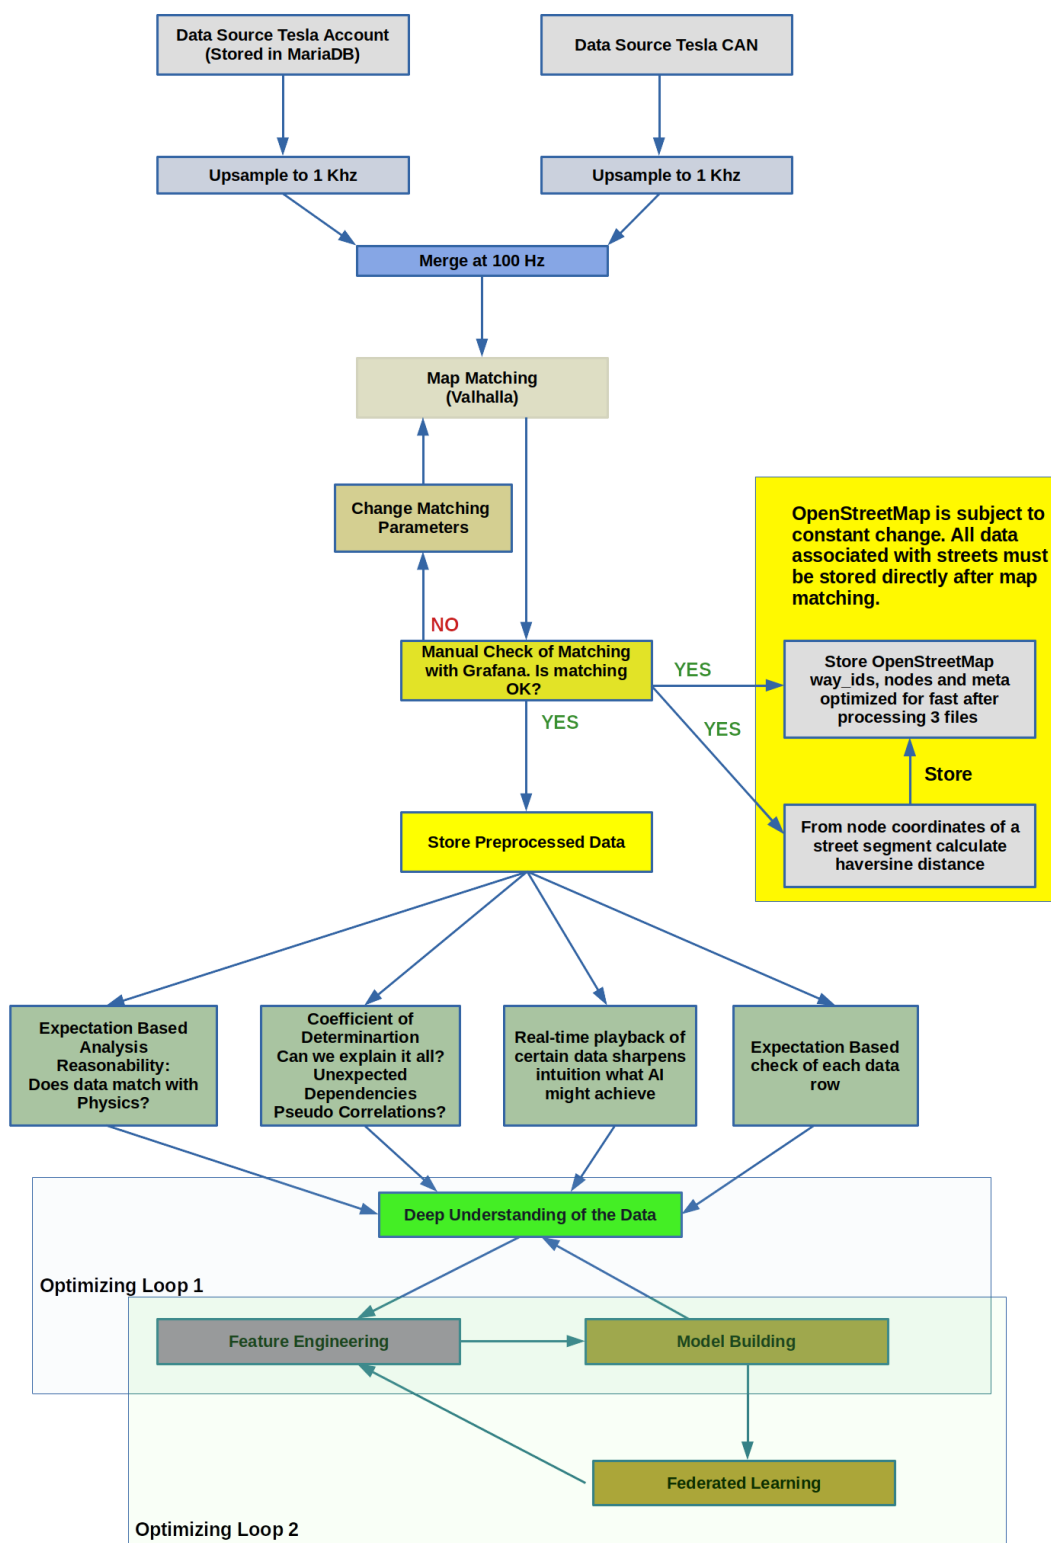 Data Source Tesla Account
(Stored in MariaDB)
Data Source Tesla CAN
Upsample to 1 Khz
Upsample to 1 Khz
Merge at 100 Hz
Map Matching
(Valhalla)
Change Matching
Parameters
OpenStreetMap is subject to
constant change. All data
associated with streets must
be stored directly after map
matching.
NO
Manual Check of Matching
with Grafana. Is matching
OK?
YES
Store OpenStreetMap
way_ids, nodes and meta
optimized for fast after
processing 3 files
YES
YES
Store
From node coordinates of a
street segment calculate
haversine distance
Store Preprocessed Data
Expectation Based
Analysis
Reasonability:
Does data match with
Physics?
Coefficient of
Determinartion
Can we explain it all?
Unexpected
Dependencies
Pseudo Correlations?
Real-time playback of
certain data sharpens
intuition what AI
might achieve
Expectation Based
check of each data
row
Deep Understanding of the Data
Optimizing Loop 1
Feature Engineering
Model Building
Federated Learning
Optimizing Loop 2